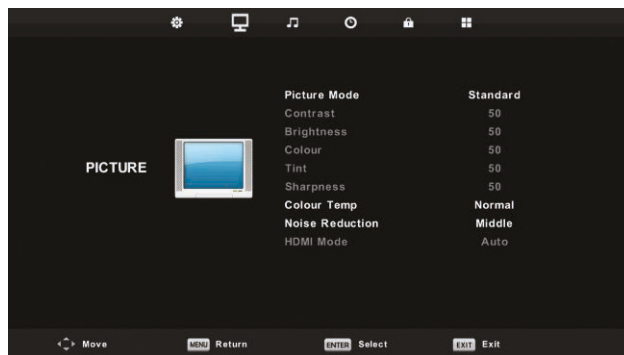 Picture Mode Standard
Contrast 50
Brightness 50
Colour 50
Tint 50
PICTURE
Sharpness 50
Colour Temp Normal
Noise Reduction Middle
HDMI Mode Auto
Move MENU Return ENTER Select EXIT Exit